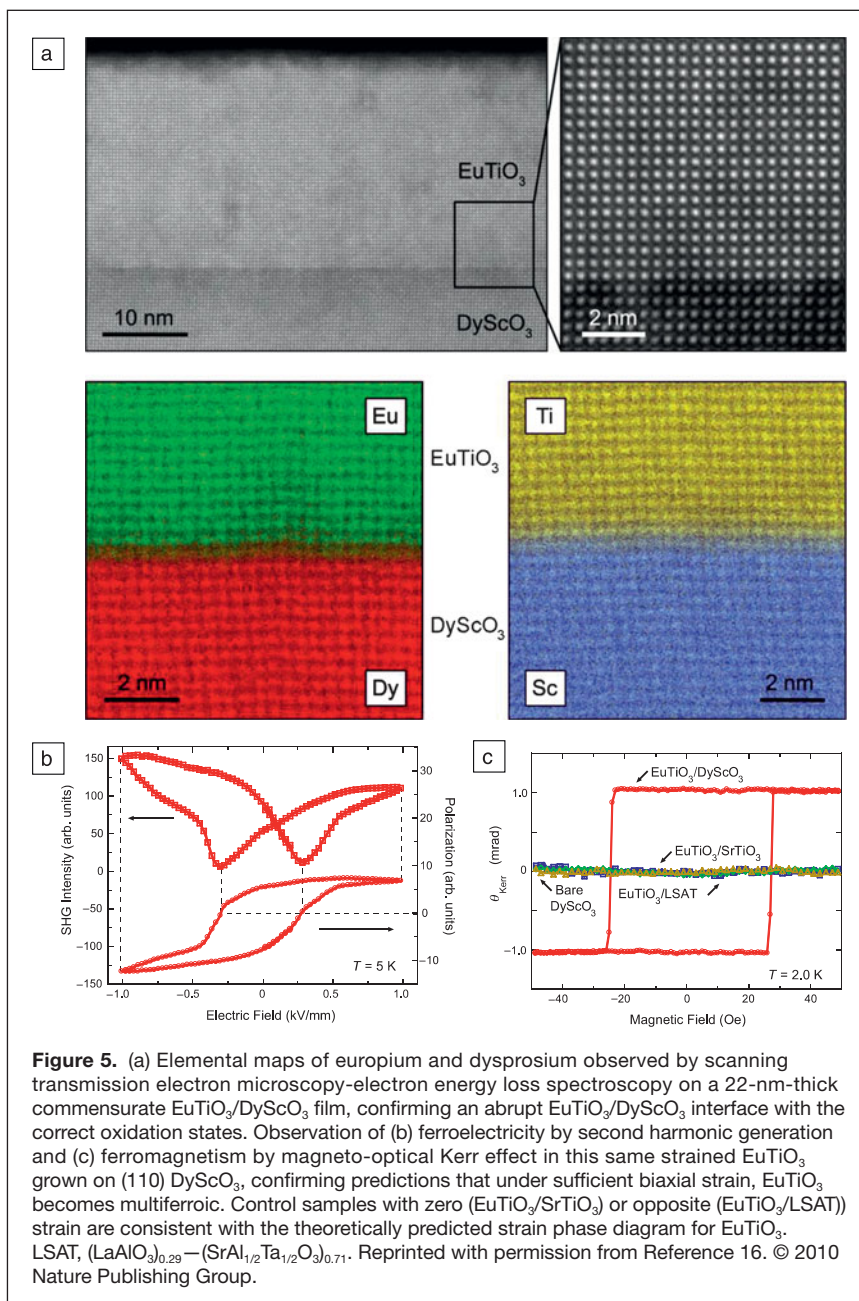 a
EuTiO₃
DyScO₃
10 nm
2 nm
Eu
Ti
EuTiO₃
DyScO₃
2 nm
Dy
Sc
2 nm
b
150
100
50
0
−50
−100
−150
SHG Intensity (arb. units)
30
20
10
0
−10
Polarization (arb. units)
T = 5 K
−1.0
−0.5
0
0.5
1.0
Electric Field (kV/mm)
c
EuTiO₃/DyScO₃
1.0
0
−1.0
θKerr (mrad)
EuTiO₃/SrTiO₃
Bare
DyScO₃
EuTiO₃/LSAT
T = 2.0 K
−40
−20
0
20
40
Magnetic Field (Oe)
Figure 5. (a) Elemental maps of europium and dysprosium observed by scanning
transmission electron microscopy-electron energy loss spectroscopy on a 22-nm-thick
commensurate EuTiO₃/DyScO₃ film, confirming an abrupt EuTiO₃/DyScO₃ interface with the
correct oxidation states. Observation of (b) ferroelectricity by second harmonic generation
and (c) ferromagnetism by magneto-optical Kerr effect in this same strained EuTiO₃
grown on (110) DyScO₃, confirming predictions that under sufficient biaxial strain, EuTiO₃
becomes multiferroic. Control samples with zero (EuTiO₃/SrTiO₃) or opposite (EuTiO₃/LSAT))
strain are consistent with the theoretically predicted strain phase diagram for EuTiO₃.
LSAT, (LaAlO₃)₀.₂₉—(SrAl₁/₂Ta₁/₂O₃)₀.₇₁. Reprinted with permission from Reference 16. © 2010
Nature Publishing Group.